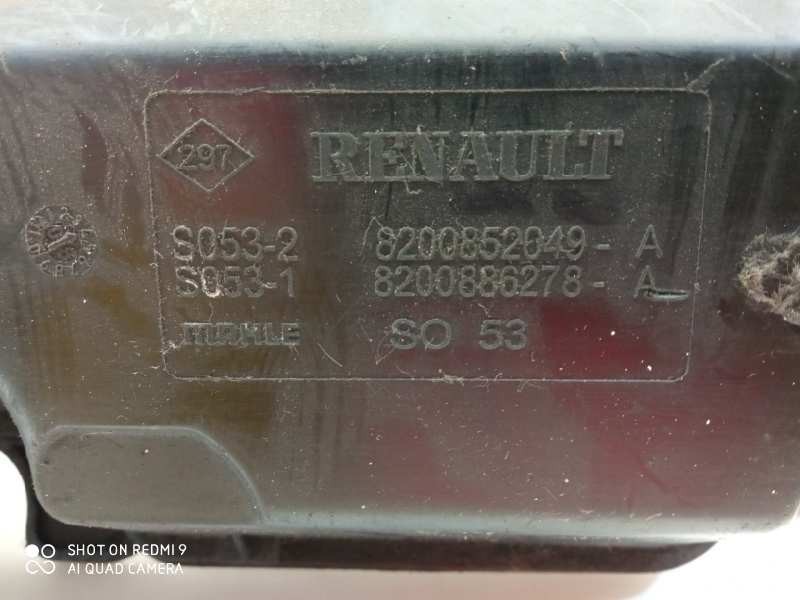 297 RENAULT
S053-2 8200852049- A
S053-1 8200886278- A
MAHLE SO 53
SHOT ON REDMI 9
AI QUAD CAMERA